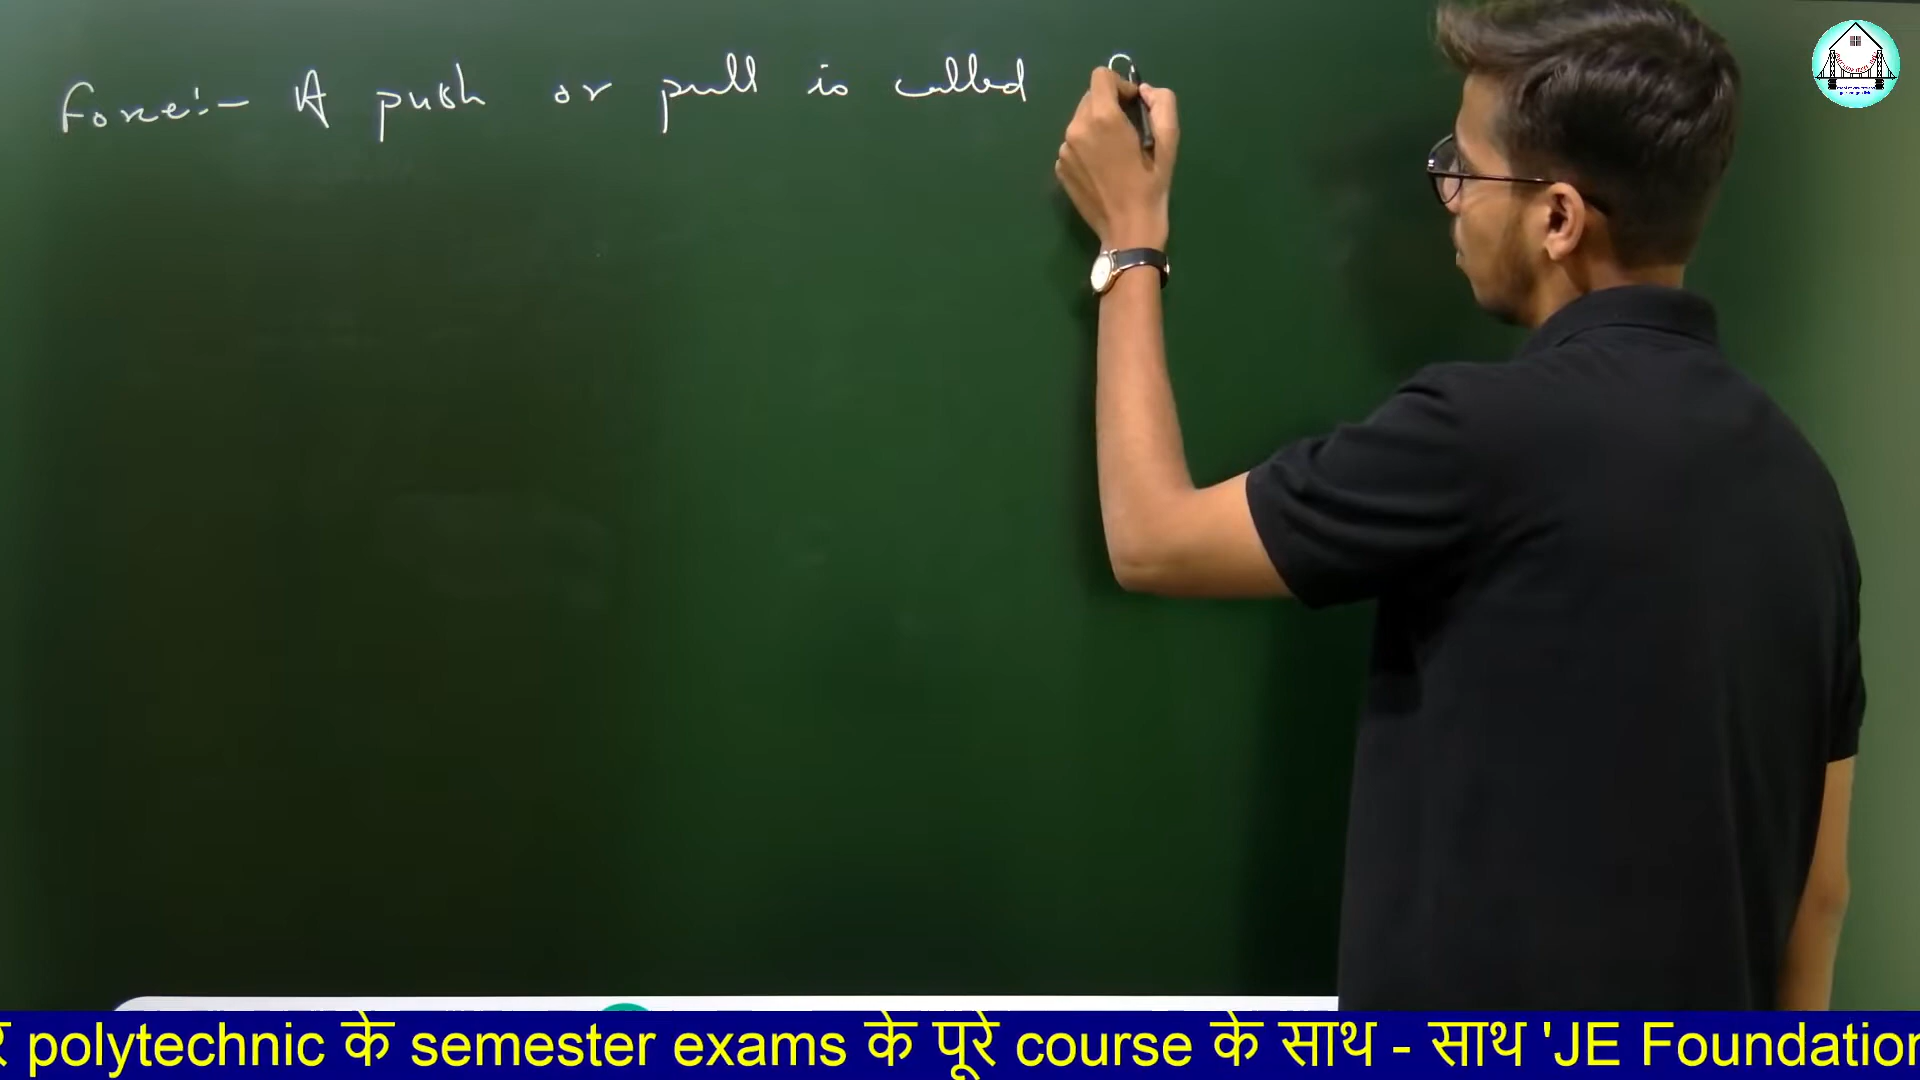 Force:- A push or pull is called
polytechnic के semester exams के पूरे course के साथ - साथ 'JE Foundation